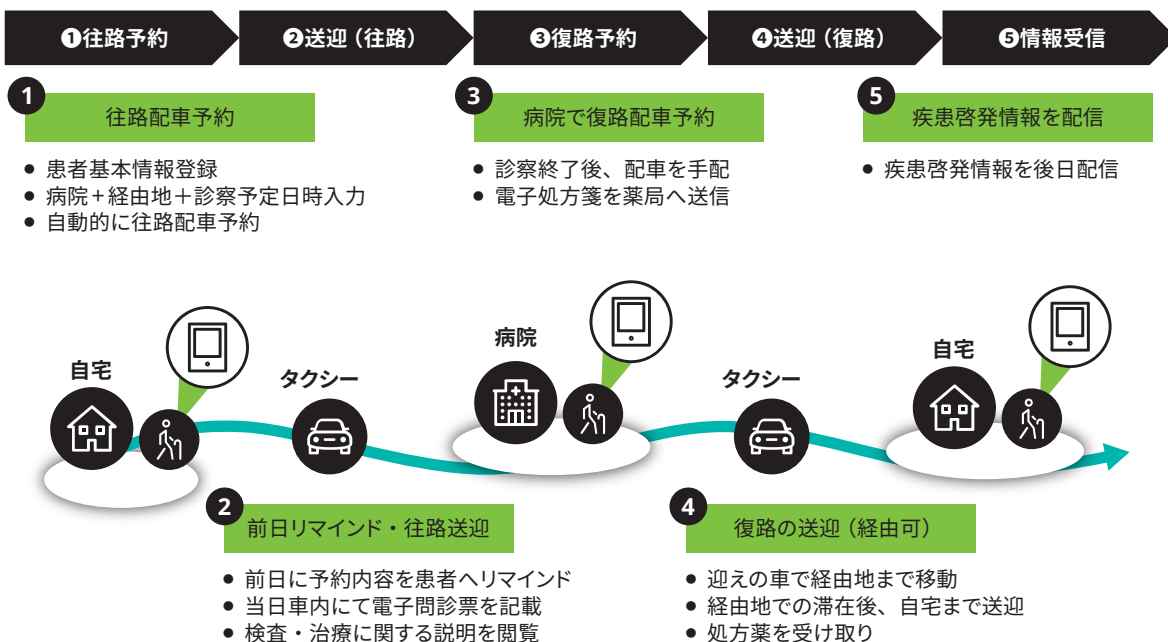 ❶往路予約
❷送迎（往路）
❸復路予約
❹送迎（復路）
❺情報受信
1
往路配車予約
• 患者基本情報登録
• 病院＋経由地＋診察予定日時入力
• 自動的に往路配車予約
3
病院で復路配車予約
• 診察終了後、配車を手配
• 電子処方箋を薬局へ送信
5
疾患啓発情報を配信
• 疾患啓発情報を後日配信
自宅
タクシー
病院
タクシー
自宅
2
前日リマインド・往路送迎
• 前日に予約内容を患者へリマインド
• 当日車内にて電子問診票を記載
• 検査・治療に関する説明を閲覧
4
復路の送迎（経由可）
• 迎えの車で経由地まで移動
• 経由地での滞在後、自宅まで送迎
• 処方薬を受け取り